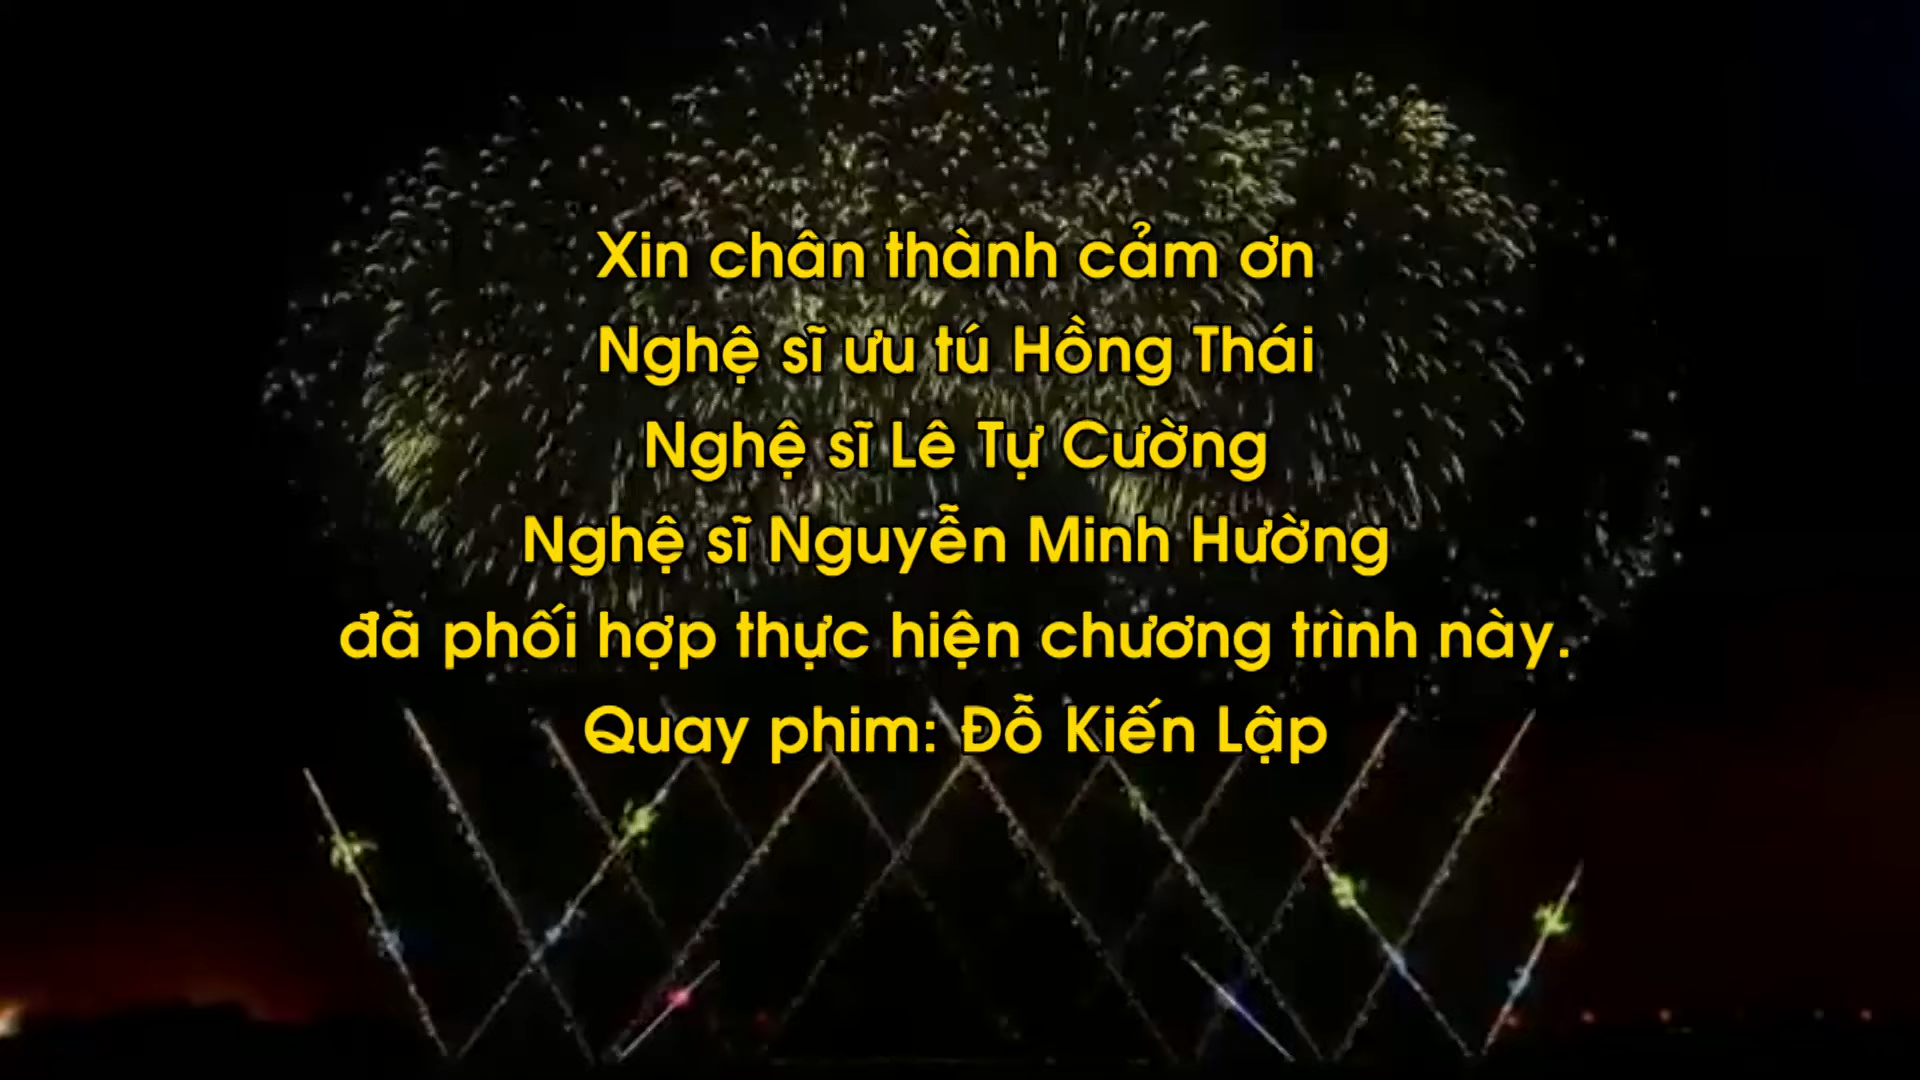 Xin chân thành cảm ơn
Nghệ sĩ ưu tú Hồng Thái
Nghệ sĩ Lê Tự Cường
Nghệ sĩ Nguyễn Minh Hường
đã phối hợp thực hiện chương trình này.
Quay phim: Đỗ Kiến Lập